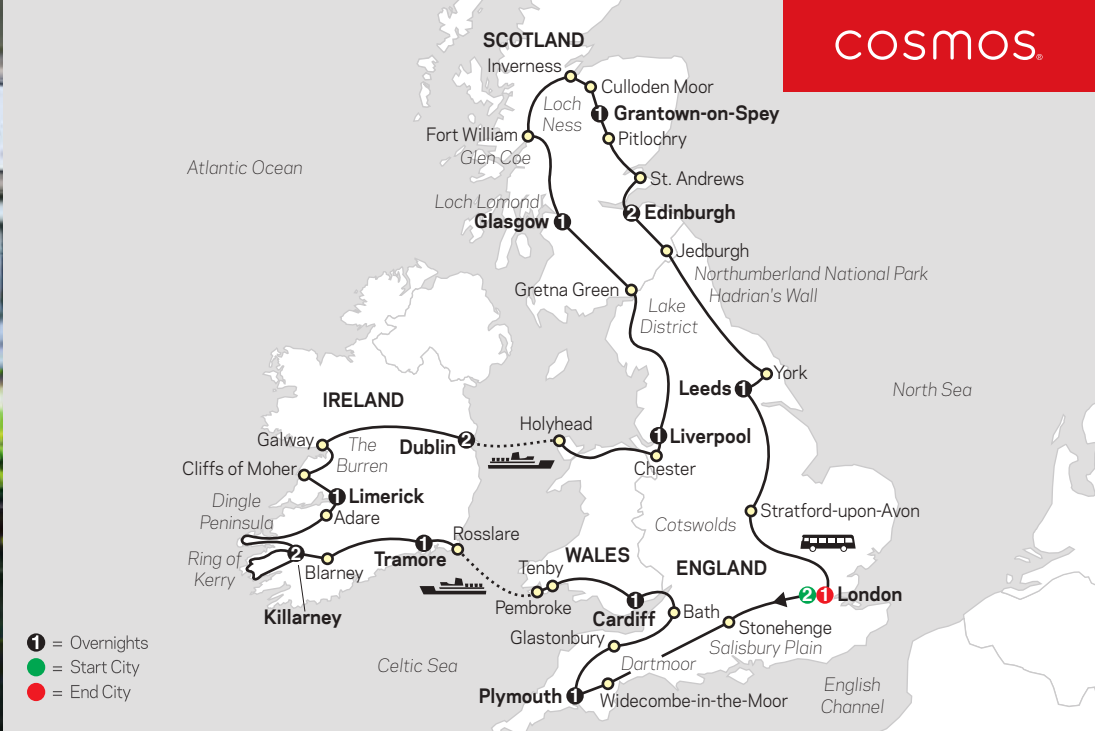 COSMOS®
SCOTLAND
Inverness
Culloden Moor
Loch
Ness
1 Grantown-on-Spey
Fort William
Pitlochry
Glen Coe
Atlantic Ocean
St. Andrews
Loch Lomond
Glasgow 1
2 Edinburgh
Jedburgh
Northumberland National Park
Hadrian's Wall
Gretna Green
Lake
District
York
Leeds 1
North Sea
IRELAND
Holyhead
Galway
The
Burren
Dublin 2
1 Liverpool
Chester
Cliffs of Moher
1 Limerick
Dingle
Peninsula
Adare
Stratford-upon-Avon
Cotswolds
Rosslare
Ring of
Kerry
2
Blarney
Tramore
1
WALES
Tenby
ENGLAND
Killarney
Pembroke
1
Cardiff
2 1 London
Bath
Stonehenge
Salisbury Plain
Glastonbury
Dartmoor
Celtic Sea
Plymouth 1
Widecombe-in-the-Moor
English
Channel
1 = Overnights
= Start City
= End City